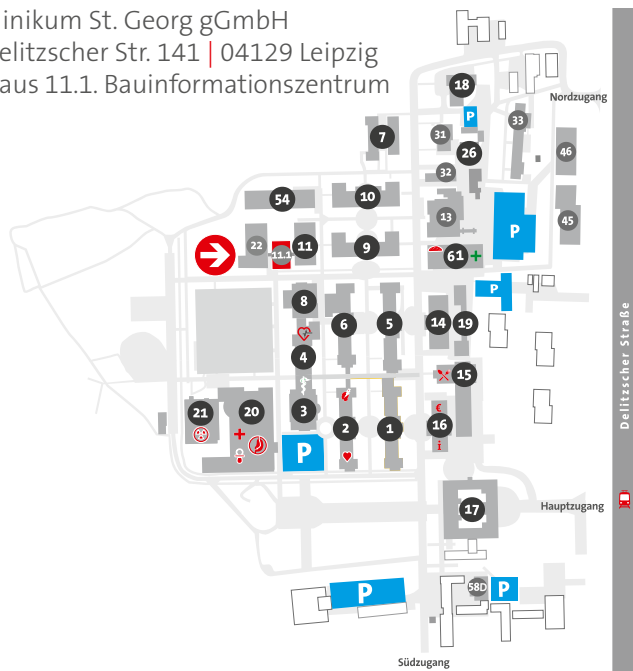 linikum St. Georg gGmbH
elitzscher Str. 141 | 04129 Leipzig
aus 11.1. Bauinformationszentrum
18
Nordzugang
P
33
7
31
26
46
32
54
10
13
45
P
22
11.1
11
9
61
P
8
6
5
14
19
4
15
21
20
3
2
1
€
16
i
P
17
Hauptzugang
Delitzscher Straße
58D
P
P
Südzugang